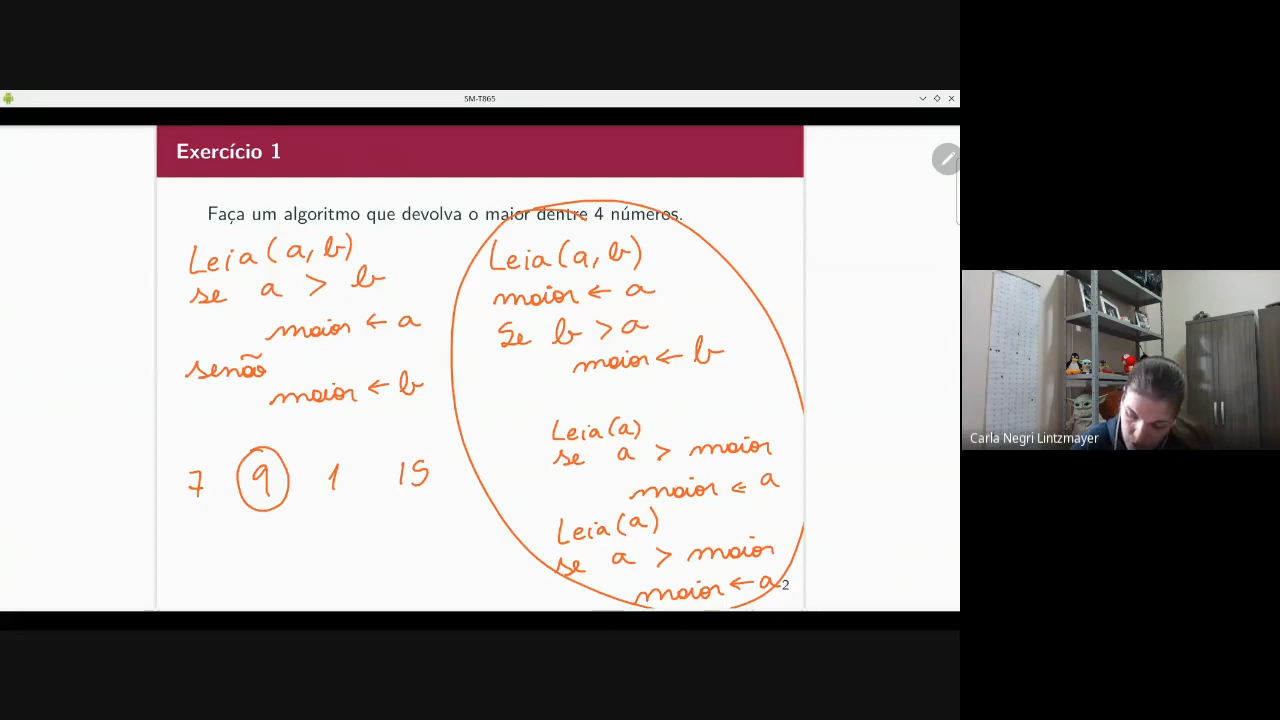 SM-T865
Exercício 1
Faça um algoritmo que devolva o maior dentre 4 números.
Leia(a, b)
se a > b
maior ← a
senão
maior ← b
7 9 1 15
Leia(a, b)
maior ← a
Se b > a
maior ← b
Leia(a)
se a > maior
maior ← a
Leia(a)
se a > maior
maior ← a
2
Carla Negri Lintzmayer